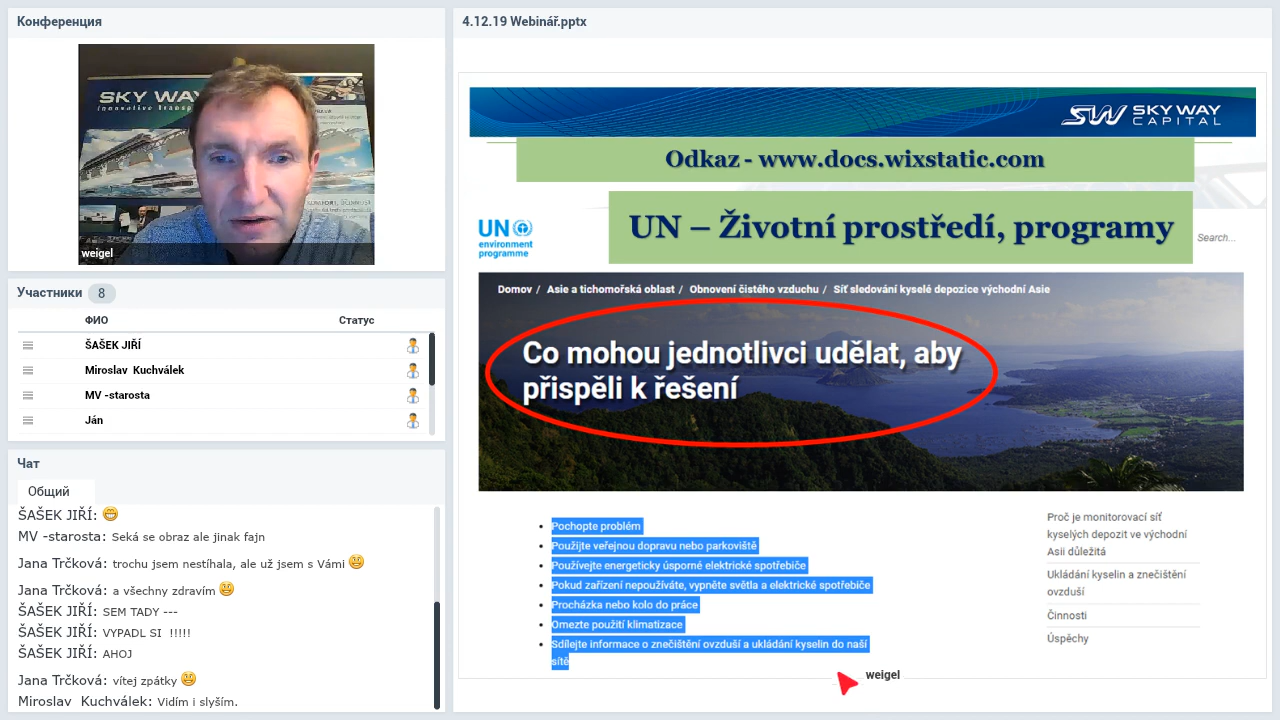 Конференция
SKY WAY
weigel
Участники 8
ФИО Статус
ŠAŠEK JIŘÍ
Miroslav Kuchválek
MV -starosta
Ján
Чат
Общий
ŠAŠEK JIŘÍ:
MV -starosta: Seká se obraz ale jinak fajn
Jana Trčková: trochu jsem nestíhala, ale už jsem s Vámi
Jana Trčková: a všechny zdravím
ŠAŠEK JIŘÍ: SEM TADY ---
ŠAŠEK JIŘÍ: VYPADL SI !!!!!
ŠAŠEK JIŘÍ: AHOJ
Jana Trčková: vítej zpátky
Miroslav Kuchválek: Vidím i slyším.
4.12.19 Webinář.pptx
SW SKY WAY
CAPITAL
Odkaz - www.docs.wixstatic.com
UN – Životní prostředí, programy
UN
environment
programme
Search...
Domov / Asie a tichomořská oblast / Obnovení čistého vzduchu / Síť sledování kyselé depozice východní Asie
Co mohou jednotlivci udělat, aby
přispěli k řešení
• Pochopte problém
• Použijte veřejnou dopravu nebo parkoviště
• Používejte energeticky úsporné elektrické spotřebiče
• Pokud zařízení nepoužíváte, vypněte světla a elektrické spotřebiče
• Procházka nebo kolo do práce
• Omezte použití klimatizace
• Sdílejte informace o znečištění ovzduší a ukládání kyselin do naší
sítě
Proč je monitorovací síť
kyselých depozit ve východní
Asii důležitá
Ukládání kyselin a znečištění
ovzduší
Činnosti
Úspěchy
weigel